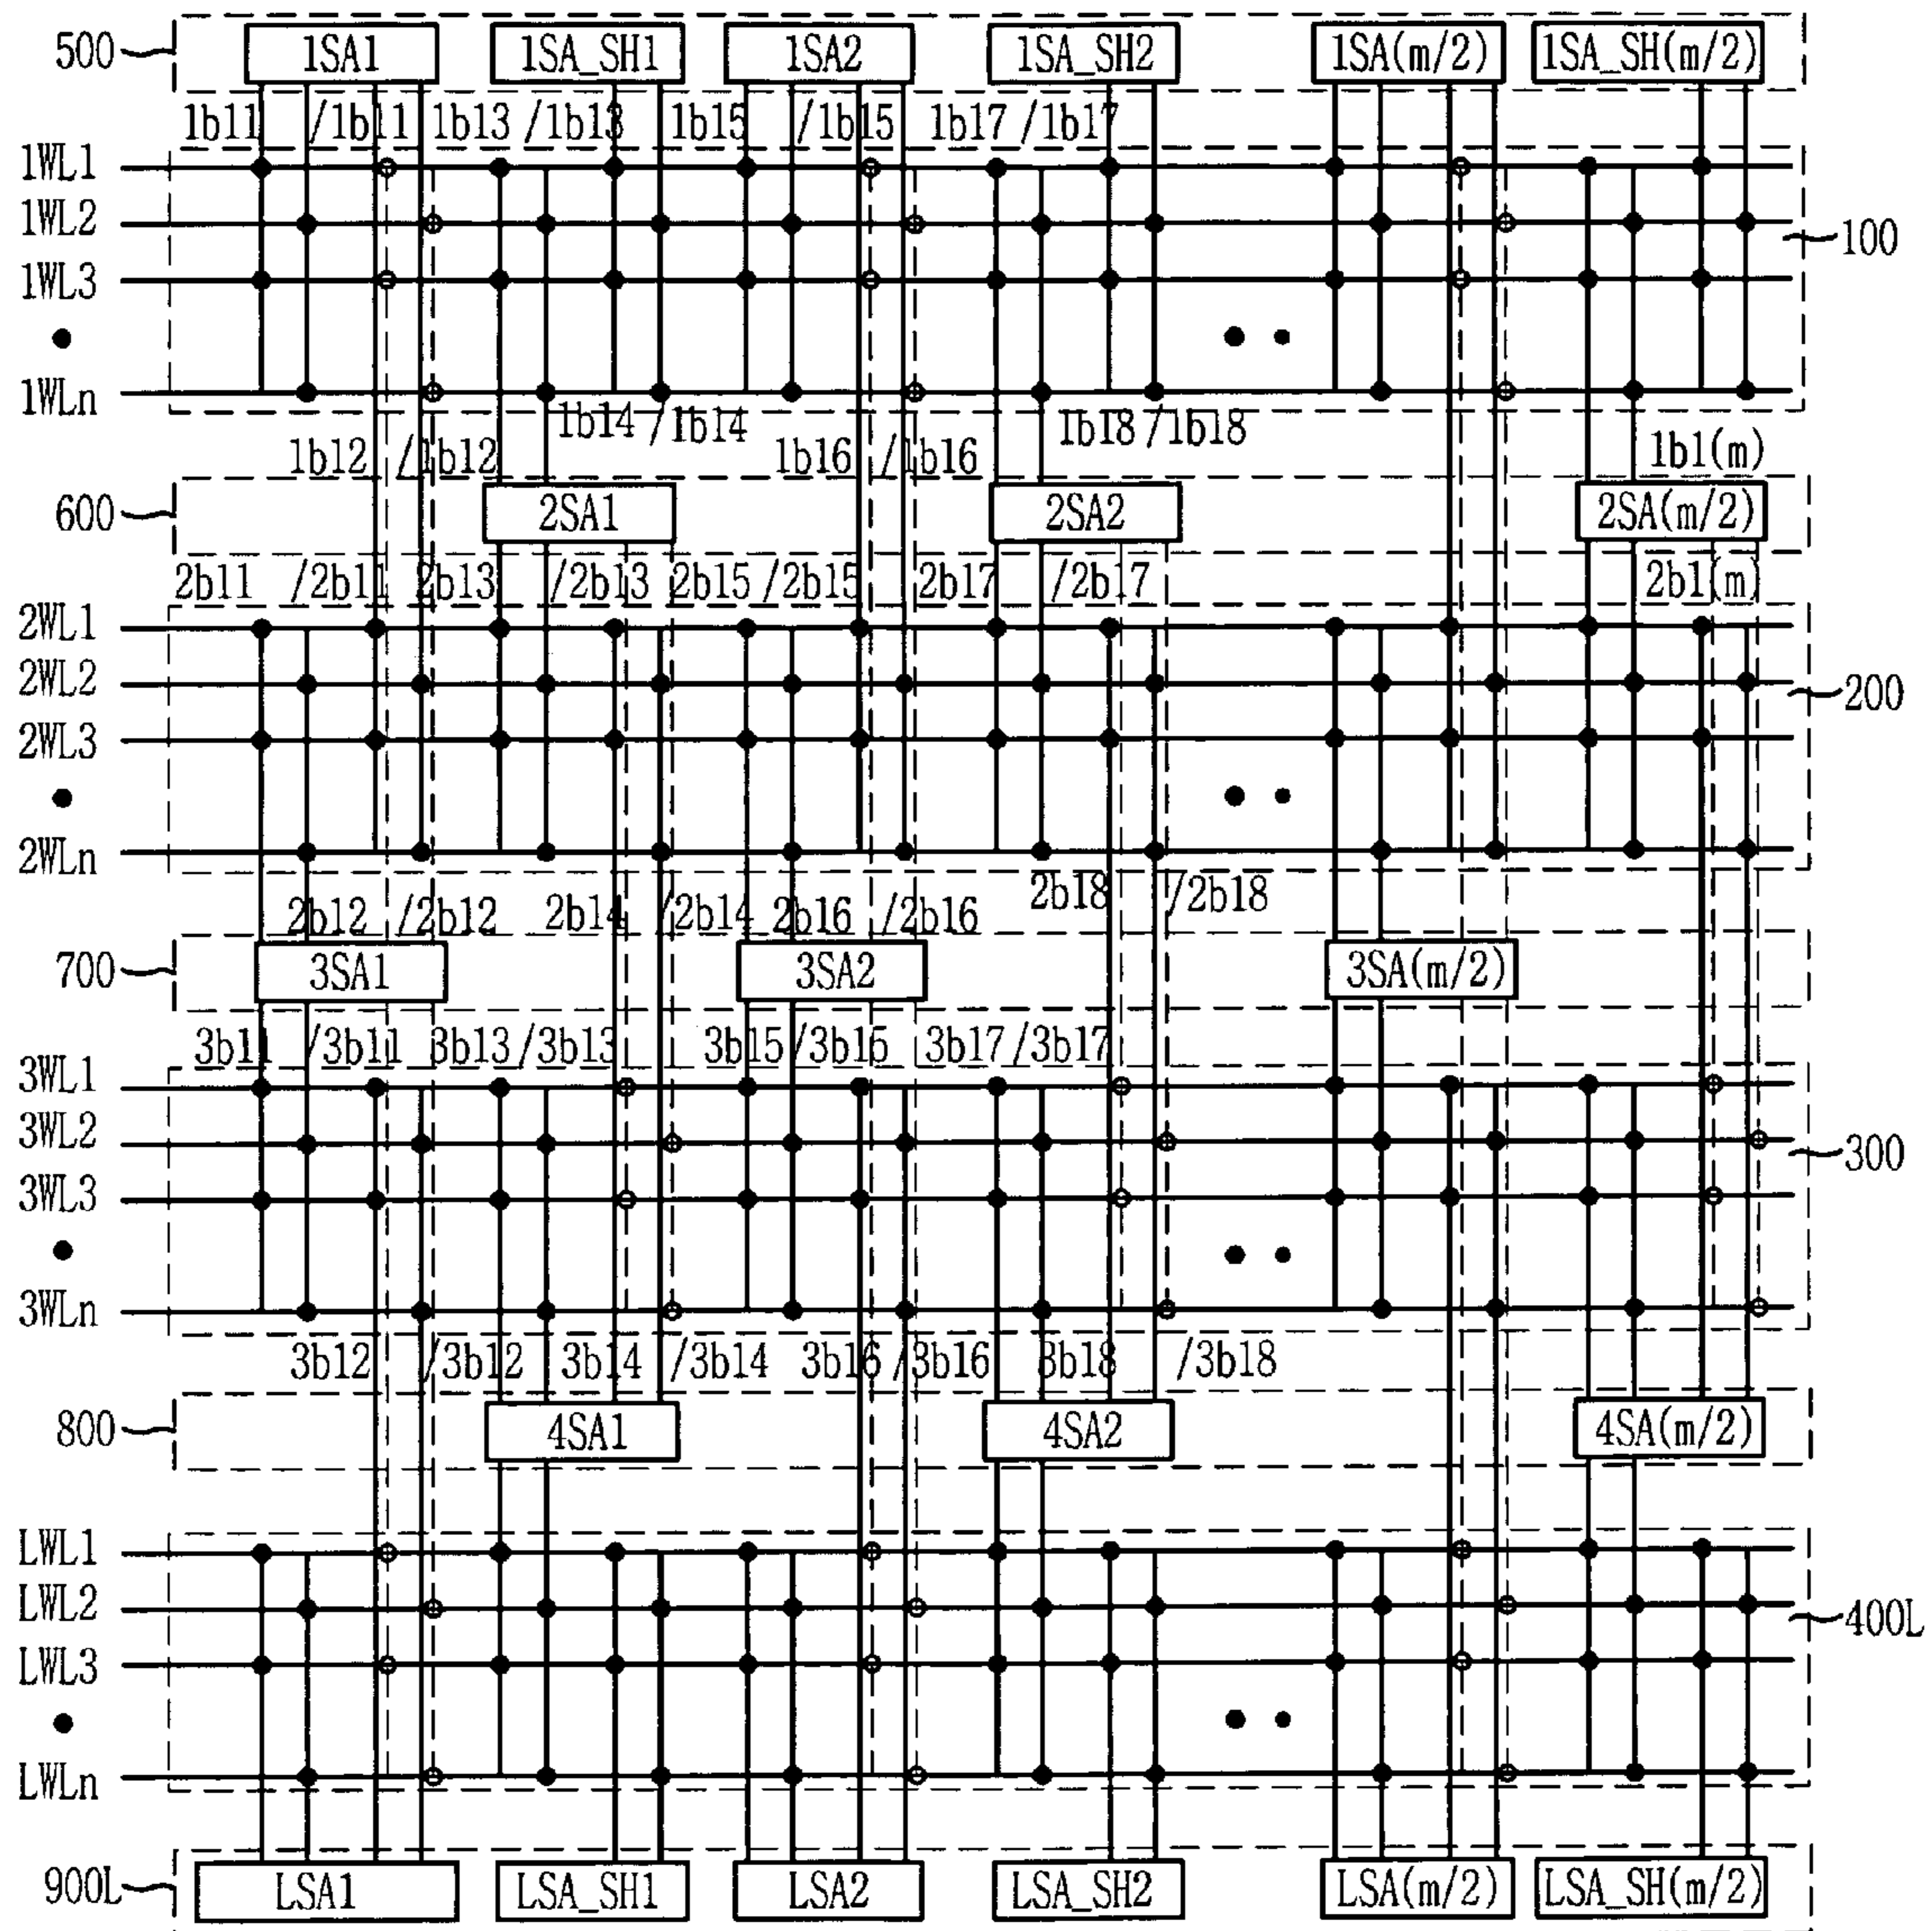 500 1SA1 1SA_SH1 1SA2 1SA_SH2 1SA(m/2) 1SA_SH(m/2)
1b11 /1b11 1b13 /1b13 1b15 /1b15 1b17 /1b17
1WL1
1WL2
100
1WL3
1WLn
1b14 /1b14 1b18 /1b18
1b12 /1b12 1b16 /1b16 1b1(m)
600 2SA1 2SA2 2SA(m/2)
2b11 /2b11 2b13 /2b13 2b15 /2b15 2b17 /2b17 2b1(m)
2WL1
2WL2
200
2WL3
2WLn
2b12 /2b12 2b14 /2b14 2b16 /2b16 2b18 /2b18
700 3SA1 3SA2 3SA(m/2)
3b11 /3b11 3b13 /3b13 3b15 /3b15 3b17 /3b17
3WL1
3WL2
300
3WL3
3WLn
3b12 /3b12 3b14 /3b14 3b16 /3b16 3b18 /3b18
800 4SA1 4SA2 4SA(m/2)
LWL1
LWL2
400L
LWL3
LWLn
900L LSA1 LSA_SH1 LSA2 LSA_SH2 LSA(m/2) LSA_SH(m/2)